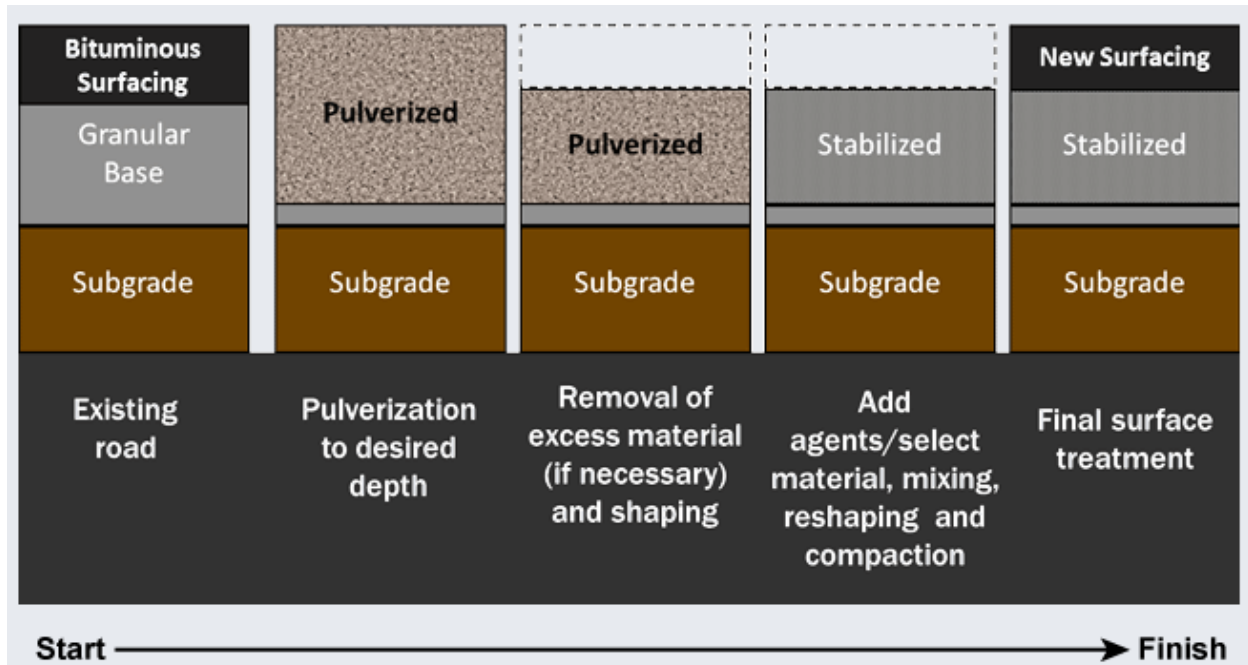 Bituminous
Surfacing
Granular
Base
Subgrade
Existing
road
Pulverized
Subgrade
Pulverization
to desired
depth
Pulverized
Subgrade
Removal of
excess material
(if necessary)
and shaping
Stabilized
Subgrade
Add
agents/select
material, mixing,
reshaping and
compaction
New Surfacing
Stabilized
Subgrade
Final surface
treatment
Start
Finish